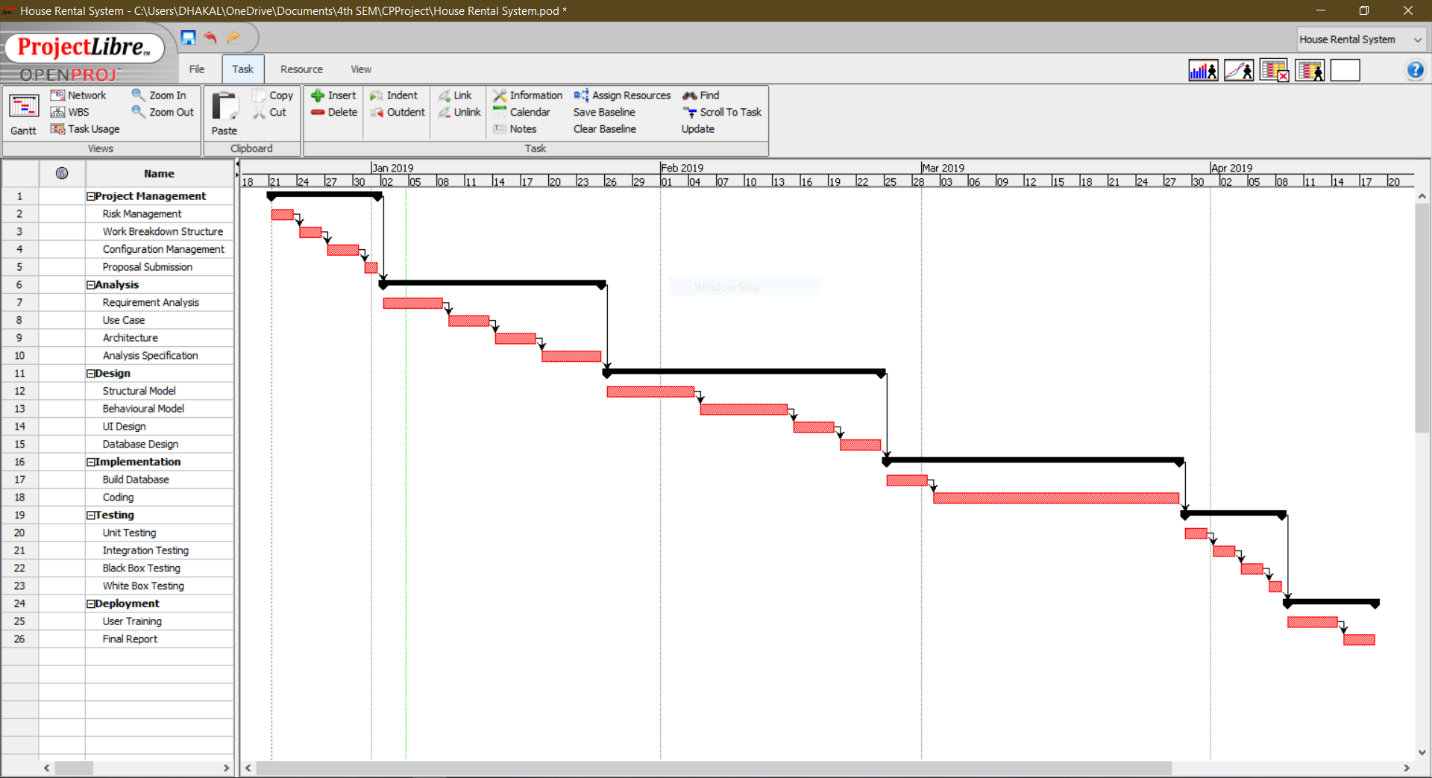 House Rental System - C:\Users\DHAKAL\OneDrive\Documents\4th SEM\CPProject\House Rental System.pod *
ProjectLibre™
OPENPROJ™
House Rental System
File Task Resource View
Network Zoom In Copy Insert Indent Link Information Assign Resources Find
WBS Zoom Out Cut Delete Outdent Unlink Calendar Save Baseline Scroll To Task
Gantt Task Usage Paste Notes Clear Baseline Update
Views Clipboard Task
Name
Jan 2019 Feb 2019 Mar 2019 Apr 2019
18 21 24 27 30 02 05 08 11 14 17 20 23 26 29 01 04 07 10 13 16 19 22 25 28 03 06 09 12 15 18 21 24 27 30 02 05 08 11 14 17 20
1 Project Management
2 Risk Management
3 Work Breakdown Structure
4 Configuration Management
5 Proposal Submission
6 Analysis
Window Snip
7 Requirement Analysis
8 Use Case
9 Architecture
10 Analysis Specification
11 Design
12 Structural Model
13 Behavioural Model
14 UI Design
15 Database Design
16 Implementation
17 Build Database
18 Coding
19 Testing
20 Unit Testing
21 Integration Testing
22 Black Box Testing
23 White Box Testing
24 Deployment
25 User Training
26 Final Report